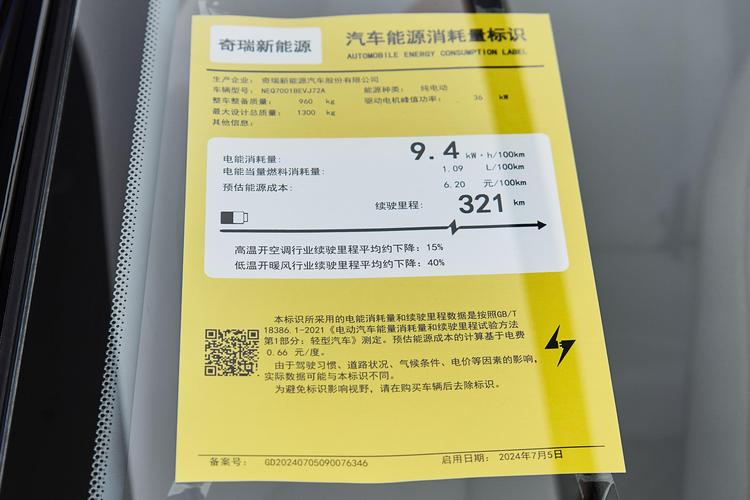 奇瑞新能源
汽车能源消耗量标识
AUTOMOBILE ENERGY CONSUMPTION LABEL
生产企业: 奇瑞新能源汽车股份有限公司
车辆型号: NEQ7001BEVJ72A 能源种类: 纯电动
整车整备质量: 960 kg 驱动电机峰值功率: 36 kW
最大设计总质量: 1300 kg
其他信息:
电能消耗量: 9.4 kW·h/100km
电能当量燃料消耗量: 1.09 L/100km
预估能源成本: 6.20 元/100km
续驶里程: 321 km
高温开空调行业续驶里程平均约下降: 15%
低温开暖风行业续驶里程平均约下降: 40%
本标识所采用的电能消耗量和续驶里程数据是按照GB/T
18386.1-2021《电动汽车能量消耗量和续驶里程试验方法
第1部分: 轻型汽车》测定。预估能源成本的计算基于电费
0.66 元/度。
由于驾驶习惯、道路状况、气候条件、电价等因素的影响,
实际数据可能与本标识不同。
为避免标识影响视野, 请在购买车辆后去除标识。
备案号: GD20240705090076346 启用日期: 2024年7月5日